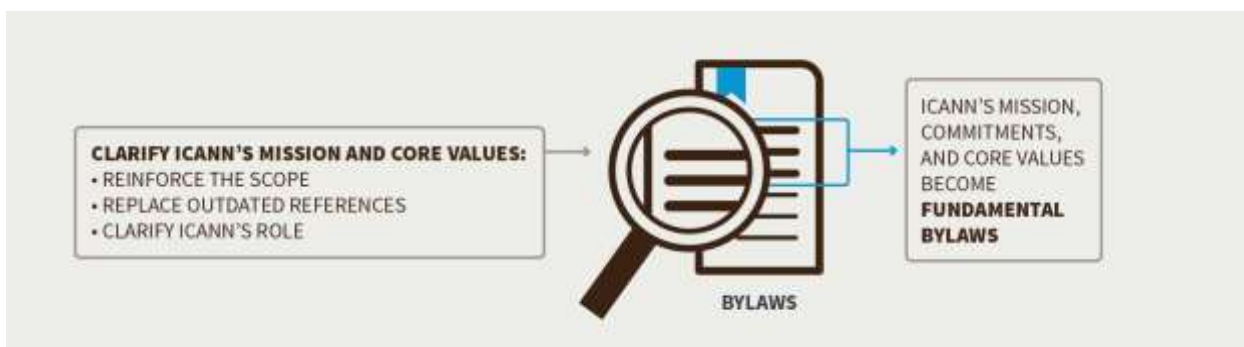 CLARIFY ICANN'S MISSION AND CORE VALUES:
• REINFORCE THE SCOPE
• REPLACE OUTDATED REFERENCES
• CLARIFY ICANN'S ROLE
BYLAWS
ICANN'S MISSION,
COMMITMENTS,
AND CORE VALUES
BECOME
FUNDAMENTAL
BYLAWS